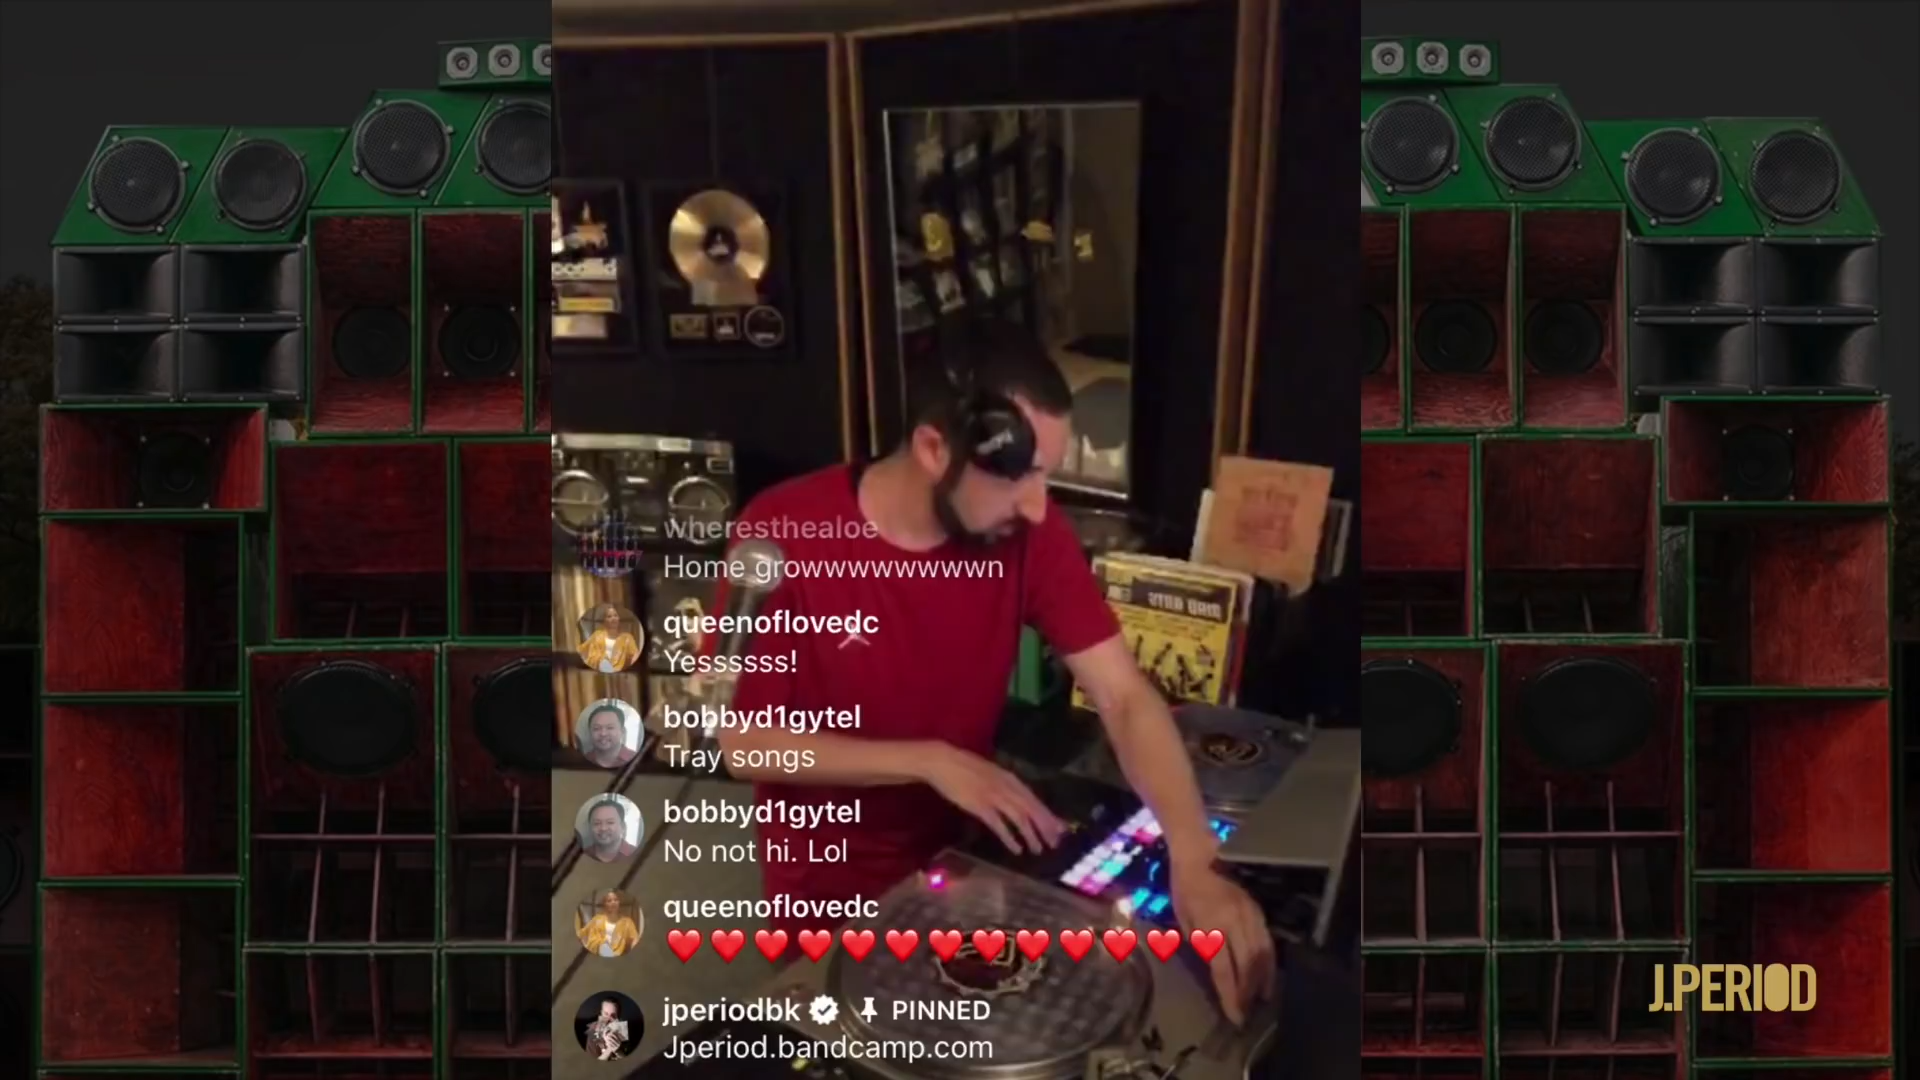 wheresthealoe
Home growwwwwwwwn
queenoflovedc
Yessssss!
bobbyd1gytel
Tray songs
bobbyd1gytel
No not hi. Lol
queenoflovedc
❤️❤️❤️❤️❤️❤️❤️❤️❤️❤️❤️❤️❤️
jperiodbk PINNED
Jperiod.bandcamp.com
J.PERIOD